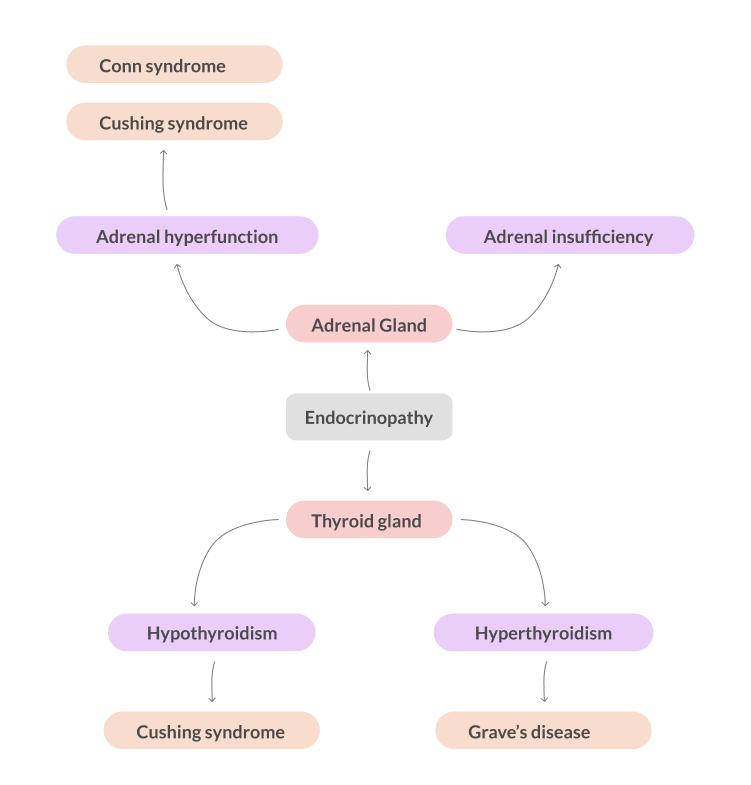 Conn syndrome
Cushing syndrome
Adrenal hyperfunction
Adrenal insufficiency
Adrenal Gland
Endocrinopathy
Thyroid gland
Hypothyroidism
Hyperthyroidism
Cushing syndrome
Grave’s disease